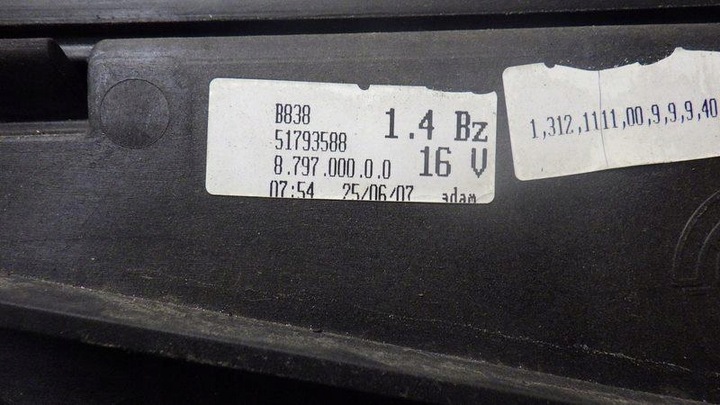 B838
51793588
1.4 Bz
8.797.000.0.0
16 V
07:54 25/06/07 adam
1,312,1111,00,9,9,9,40